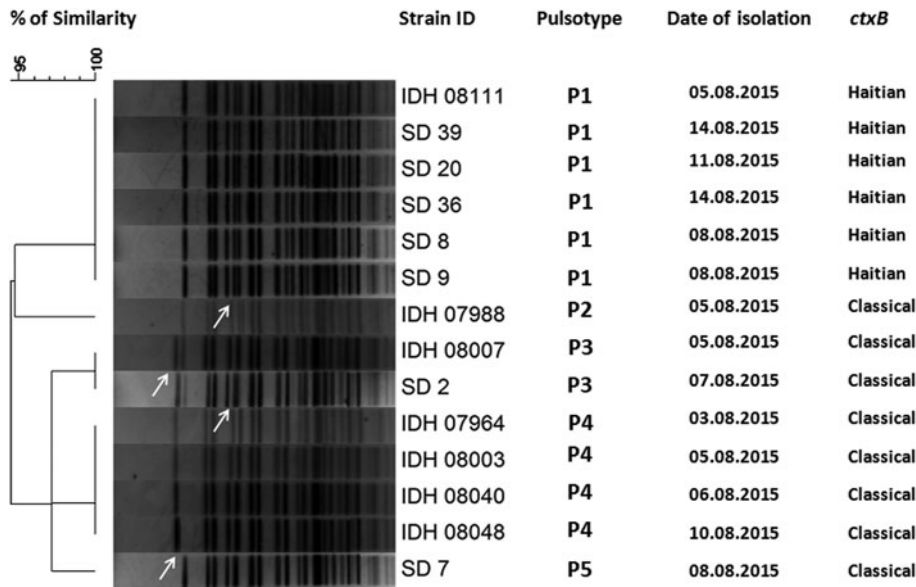 % of Similarity Strain ID Pulsotype Date of isolation ctxB
95 100
IDH 08111 P1 05.08.2015 Haitian
SD 39 P1 14.08.2015 Haitian
SD 20 P1 11.08.2015 Haitian
SD 36 P1 14.08.2015 Haitian
SD 8 P1 08.08.2015 Haitian
SD 9 P1 08.08.2015 Haitian
IDH 07988 P2 05.08.2015 Classical
IDH 08007 P3 05.08.2015 Classical
SD 2 P3 07.08.2015 Classical
IDH 07964 P4 03.08.2015 Classical
IDH 08003 P4 05.08.2015 Classical
IDH 08040 P4 06.08.2015 Classical
IDH 08048 P4 10.08.2015 Classical
SD 7 P5 08.08.2015 Classical